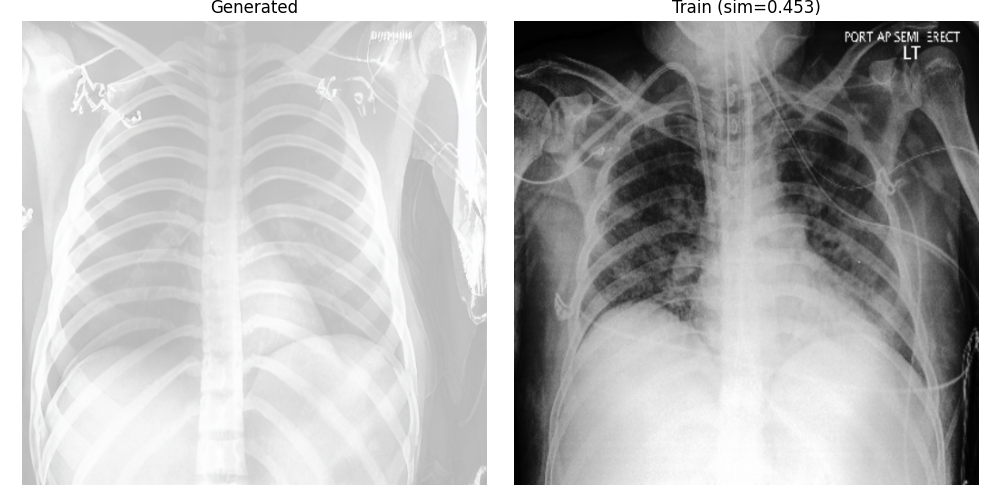 Generated
Train (sim=0.453)
PORT AP SEMI ERECT
LT